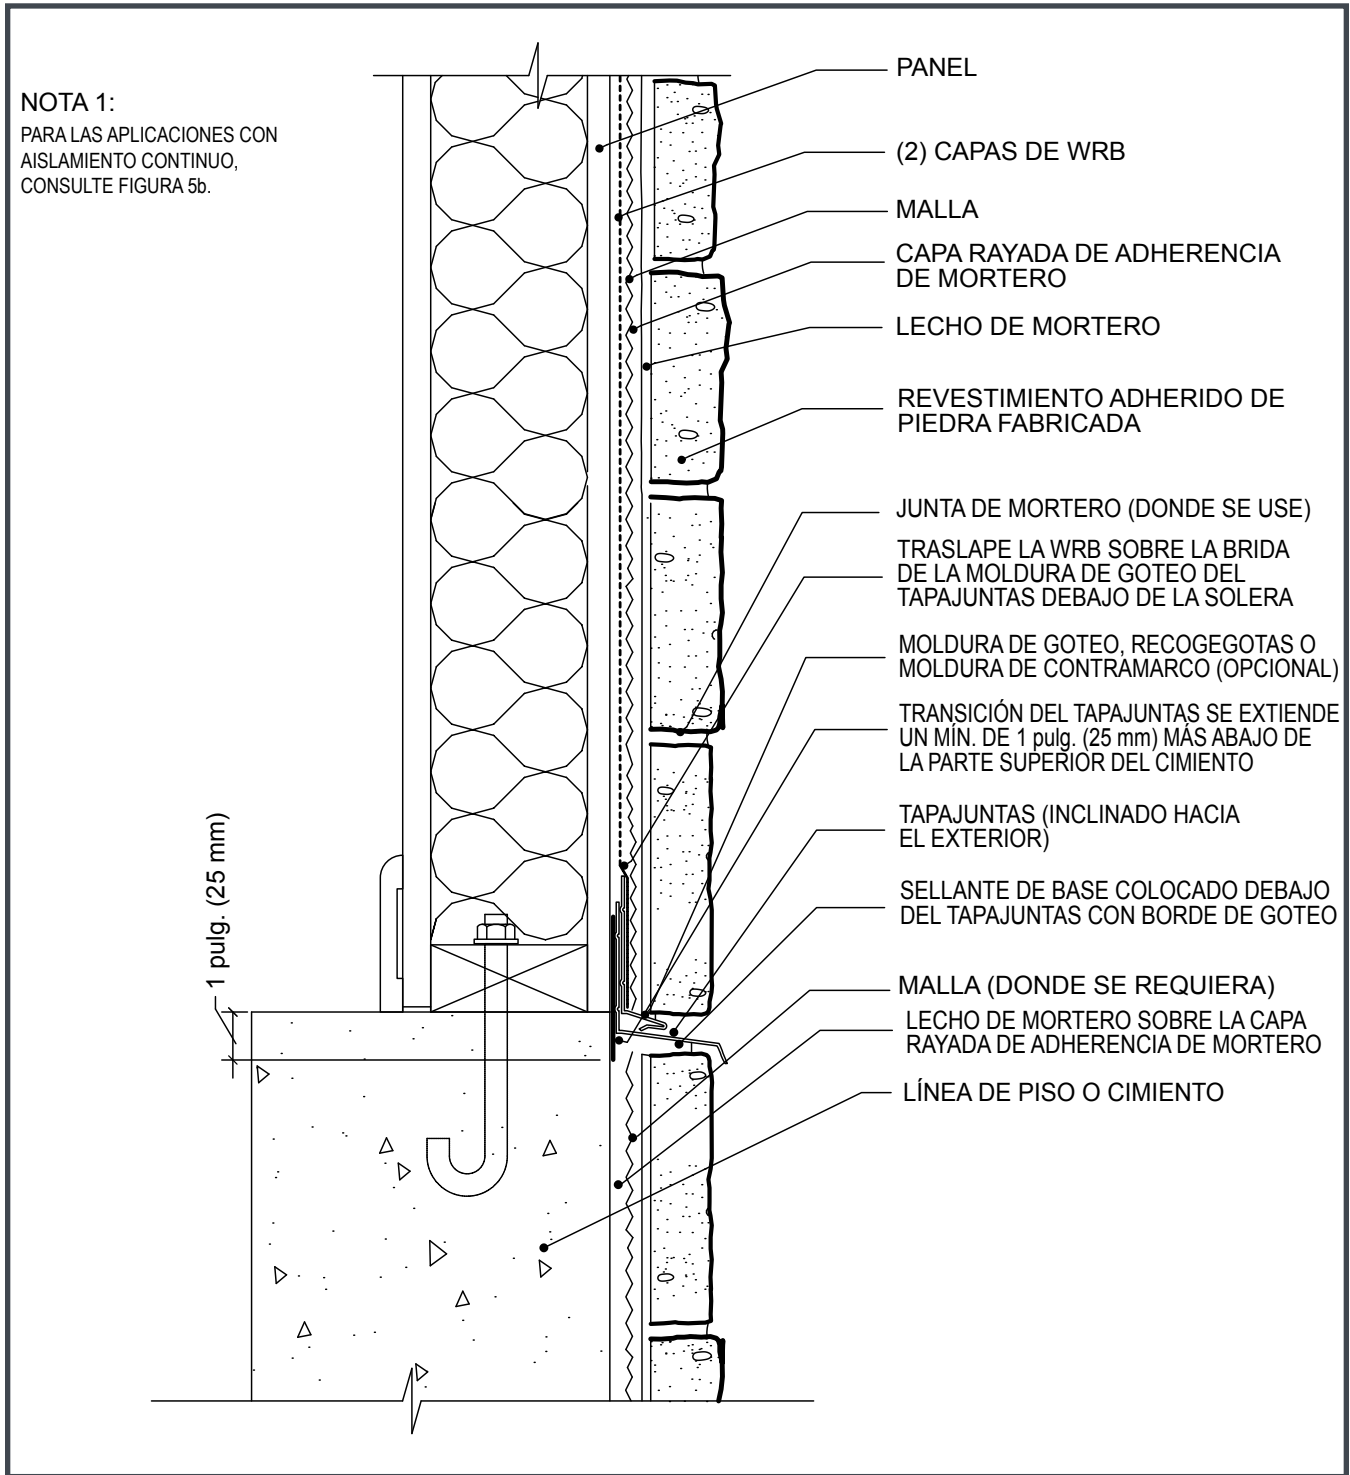 NOTA 1:
PARA LAS APLICACIONES CON
AISLAMIENTO CONTINUO,
CONSULTE FIGURA 5b.
PANEL
(2) CAPAS DE WRB
MALLA
CAPA RAYADA DE ADHERENCIA
DE MORTERO
LECHO DE MORTERO
REVESTIMIENTO ADHERIDO DE
PIEDRA FABRICADA
JUNTA DE MORTERO (DONDE SE USE)
TRASLAPE LA WRB SOBRE LA BRIDA
DE LA MOLDURA DE GOTEO DEL
TAPAJUNTAS DEBAJO DE LA SOLERA
MOLDURA DE GOTEO, RECOGEGOTAS O
MOLDURA DE CONTRAMARCO (OPCIONAL)
TRANSICIÓN DEL TAPAJUNTAS SE EXTIENDE
UN MÍN. DE 1 pulg. (25 mm) MÁS ABAJO DE
LA PARTE SUPERIOR DEL CIMIENTO
TAPAJUNTAS (INCLINADO HACIA
EL EXTERIOR)
SELLANTE DE BASE COLOCADO DEBAJO
DEL TAPAJUNTAS CON BORDE DE GOTEO
MALLA (DONDE SE REQUIERA)
LECHO DE MORTERO SOBRE LA CAPA
RAYADA DE ADHERENCIA DE MORTERO
LÍNEA DE PISO O CIMIENTO
1 pulg. (25 mm)